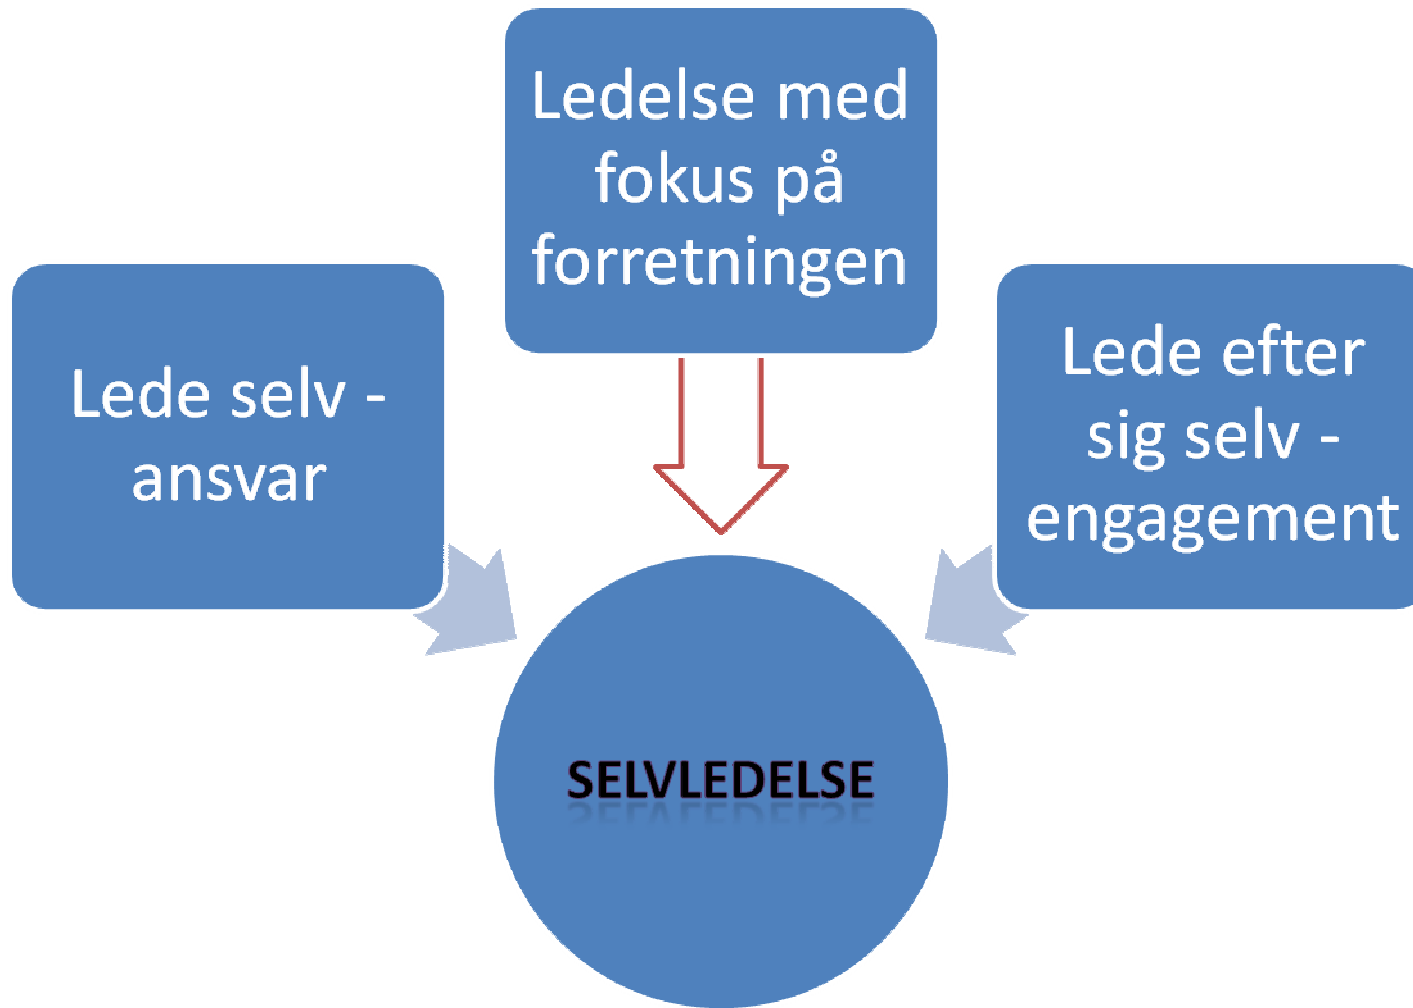 Ledelse med
fokus på
forretningen
Lede selv -
ansvar
Lede efter
sig selv -
engagement
SELVLEDELSE